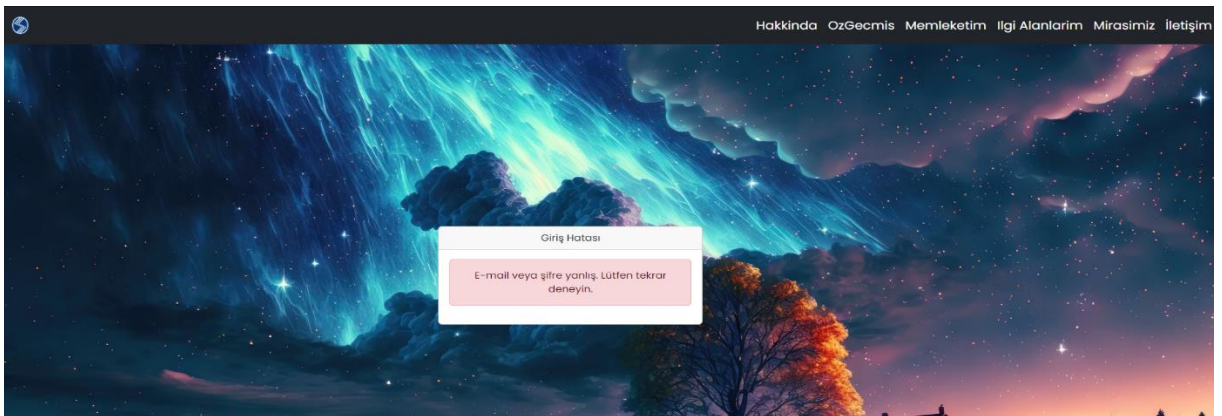 Hakkinda OzGecmis Memleketim Ilgi Alanlarim Mirasimiz İletişim
Giriş Hatası
E-mail veya şifre yanlış. Lütfen tekrar
deneyin.